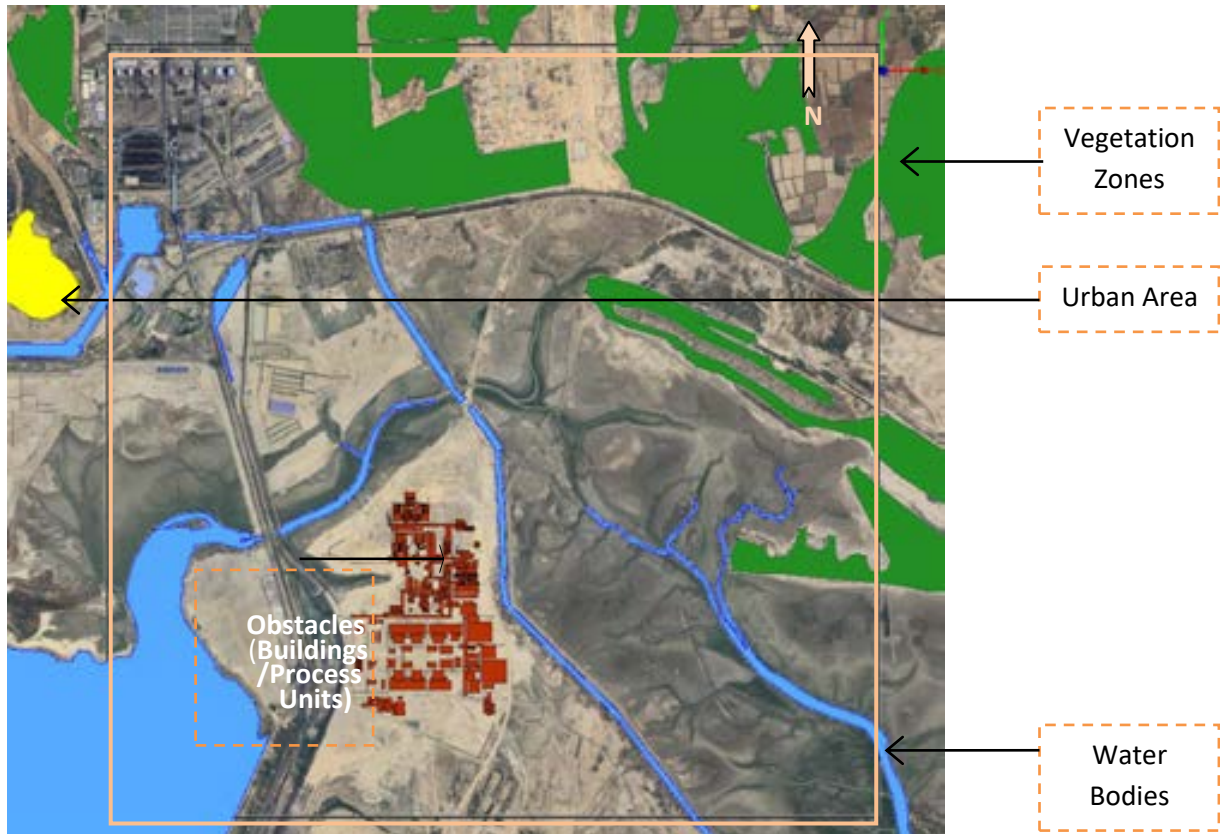 N
Vegetation
Zones
Urban Area
Obstacles
(Buildings
/Process
Units)
Water
Bodies